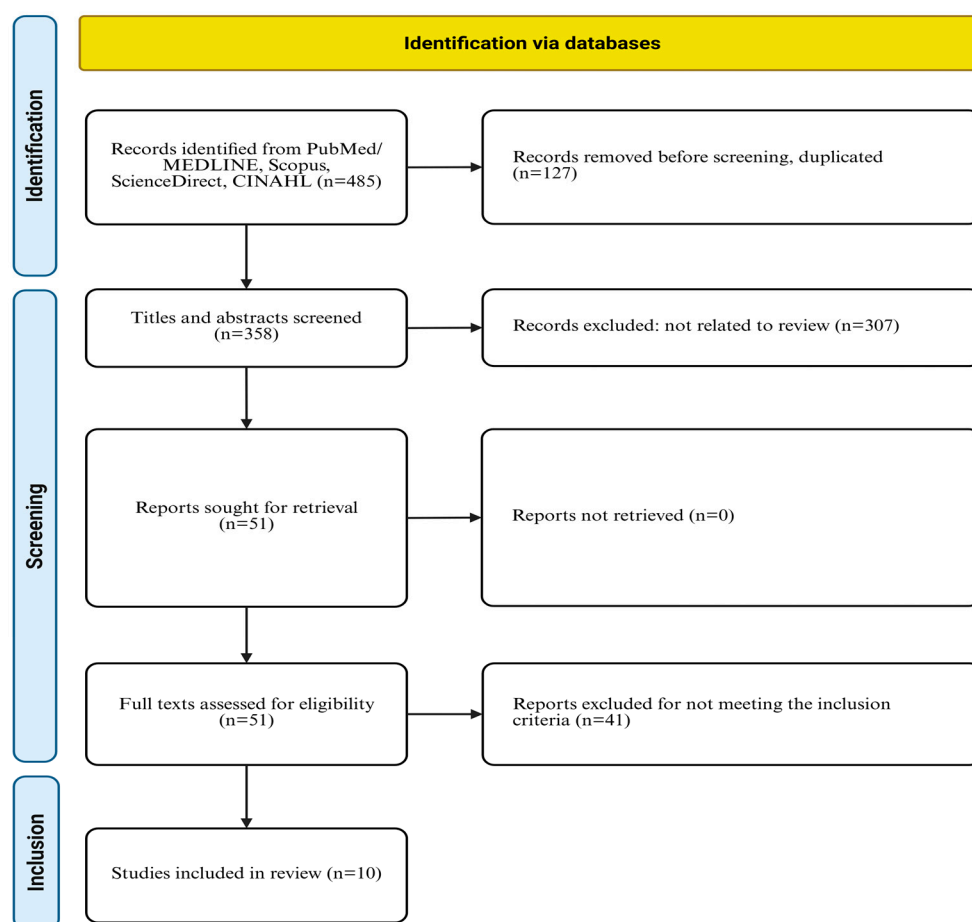 Identification via databases
Identification
Records identified from PubMed/
MEDLINE, Scopus,
ScienceDirect, CINAHL (n=485)
Records removed before screening, duplicated
(n=127)
Screening
Titles and abstracts screened
(n=358)
Records excluded: not related to review (n=307)
Reports sought for retrieval
(n=51)
Reports not retrieved (n=0)
Full texts assessed for eligibility
(n=51)
Reports excluded for not meeting the inclusion
criteria (n=41)
Inclusion
Studies included in review (n=10)